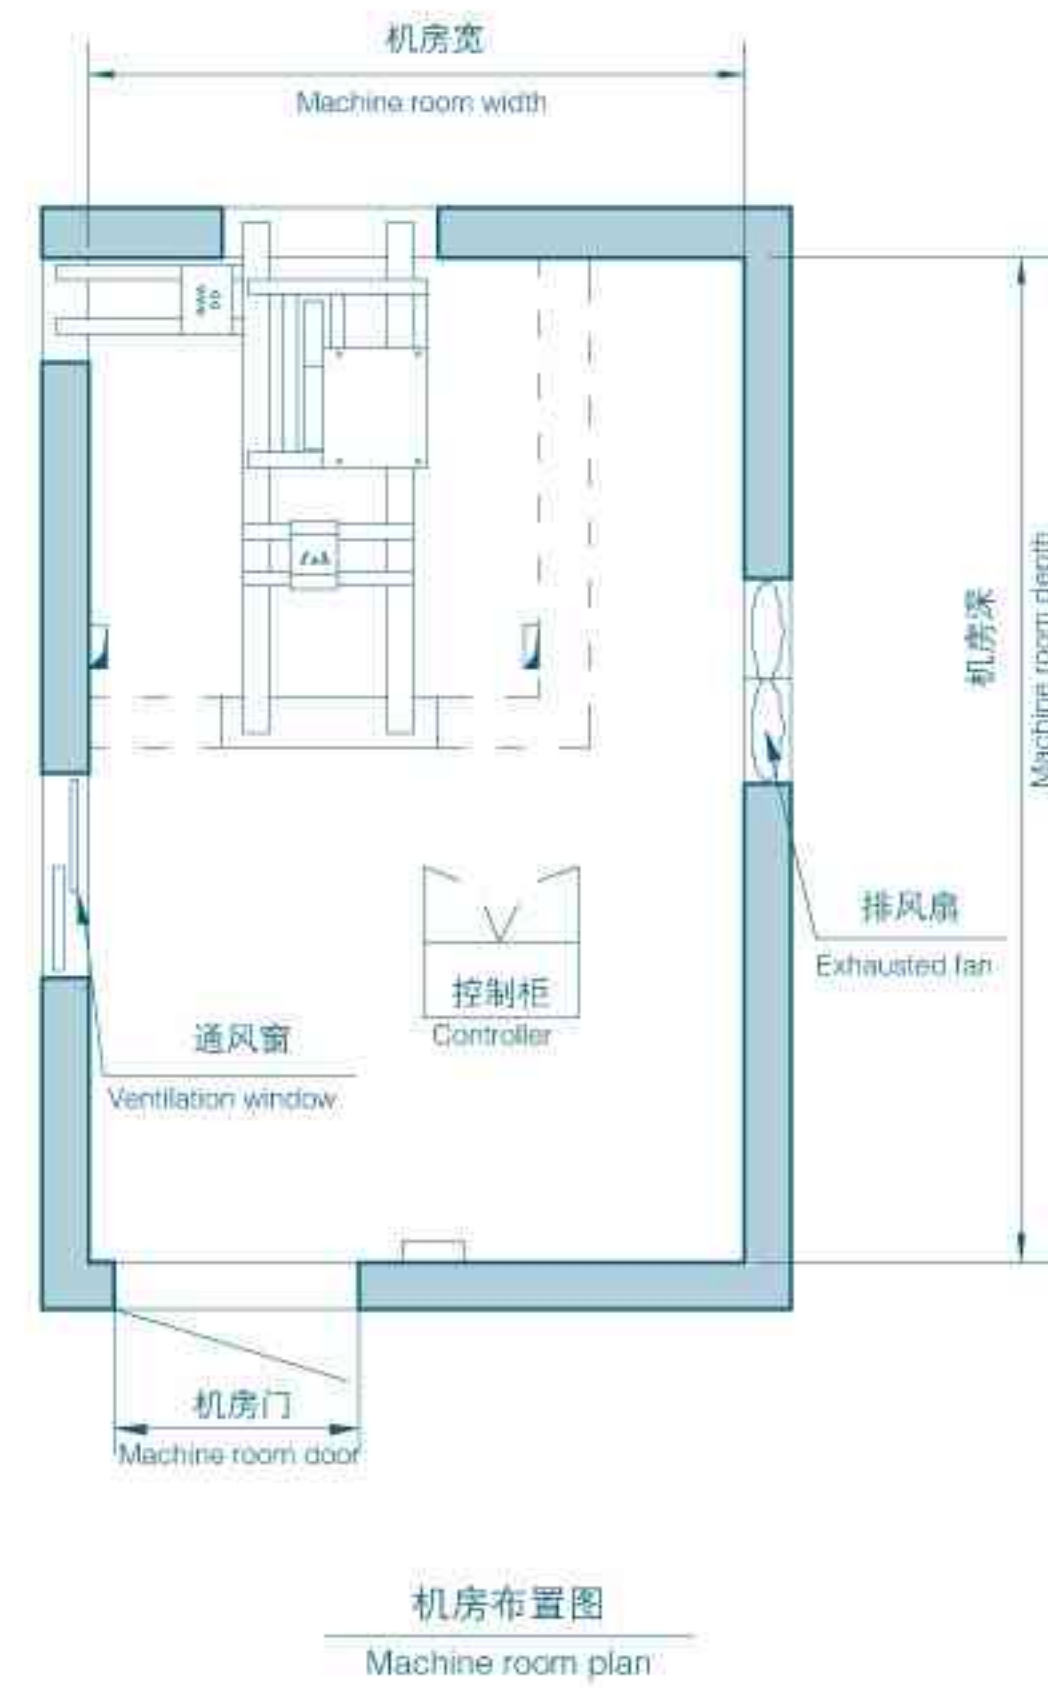 机房宽
Machine room width
机房深
Machine room depth
排风扇
Exhausted fan
控制柜
Controller
通风窗
Ventilation window
机房门
Machine room door
机房布置图
Machine room plan